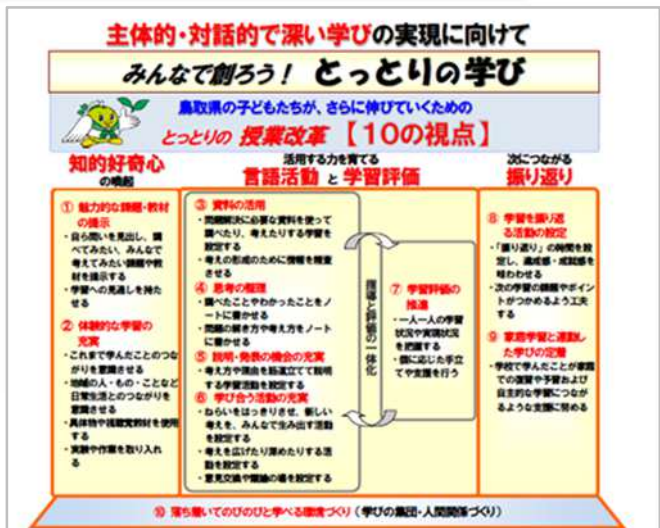 主体的・対話的で深い学びの実現に向けて
みんなで創ろう！ とっとりの学び
鳥取県の子どもたちが、さらに伸びていくための
とっとりの 授業改革 【10の視点】
知的好奇心
の喚起
① 魅力的な課題・教材
の提示
・自ら問いを見出し、調
べてみたい、みんなで
考えてみたい課題や教
材を提示する
・学習への見通しを持た
せる
② 体験的な学習の
充実
・これまで学んだことのつな
がりを意識させる
・地域の人・もの・ことなど
日常生活とのつながりを
意識させる
・具体物や視聴覚教材を使用
する
・実験や作業を取り入れ
る
活用する力を育てる
言語活動 と 学習評価
③ 資料の活用
・問題解決に必要な資料を使って
調べたり、考えたりする学習を
設定する
・考えの形成のために情報を精査
させる
④ 思考の整理
・調べたことやわかったことをノ
ートに書かせる
・問題の解き方や考え方をノート
に書かせる
⑤ 説明・発表の機会の充実
・考え方や理由を筋道立てて説明
する学習活動を設定する
⑥ 学び合う活動の充実
・ねらいをはっきりさせ、新しい
考えを、みんなで生み出す活動
を設定する
・考えを広げたり深めたりする活
動を設定する
・意見交換や議論の場を設定する
指導と評価の一体化
⑦ 学習評価の
推進
・一人一人の学習
状況や実現状況
を把握する
・個に応じた手立
てや支援を行う
次につながる
振り返り
⑧ 学習を振り返
る活動の設定
・「振り返り」の時間を設
定し、達成感・成就感を
味わわせる
・次の学習の課題やポイン
トがつかめるよう工夫
する
⑨ 家庭学習と連動し
た学びの定着
・学校で学んだことが家庭
での復習や予習および
自主的な学習につなが
るような支援に努める
⑩ 落ち着いてのびのびと学べる環境づくり（学びの集団・人間関係づくり）